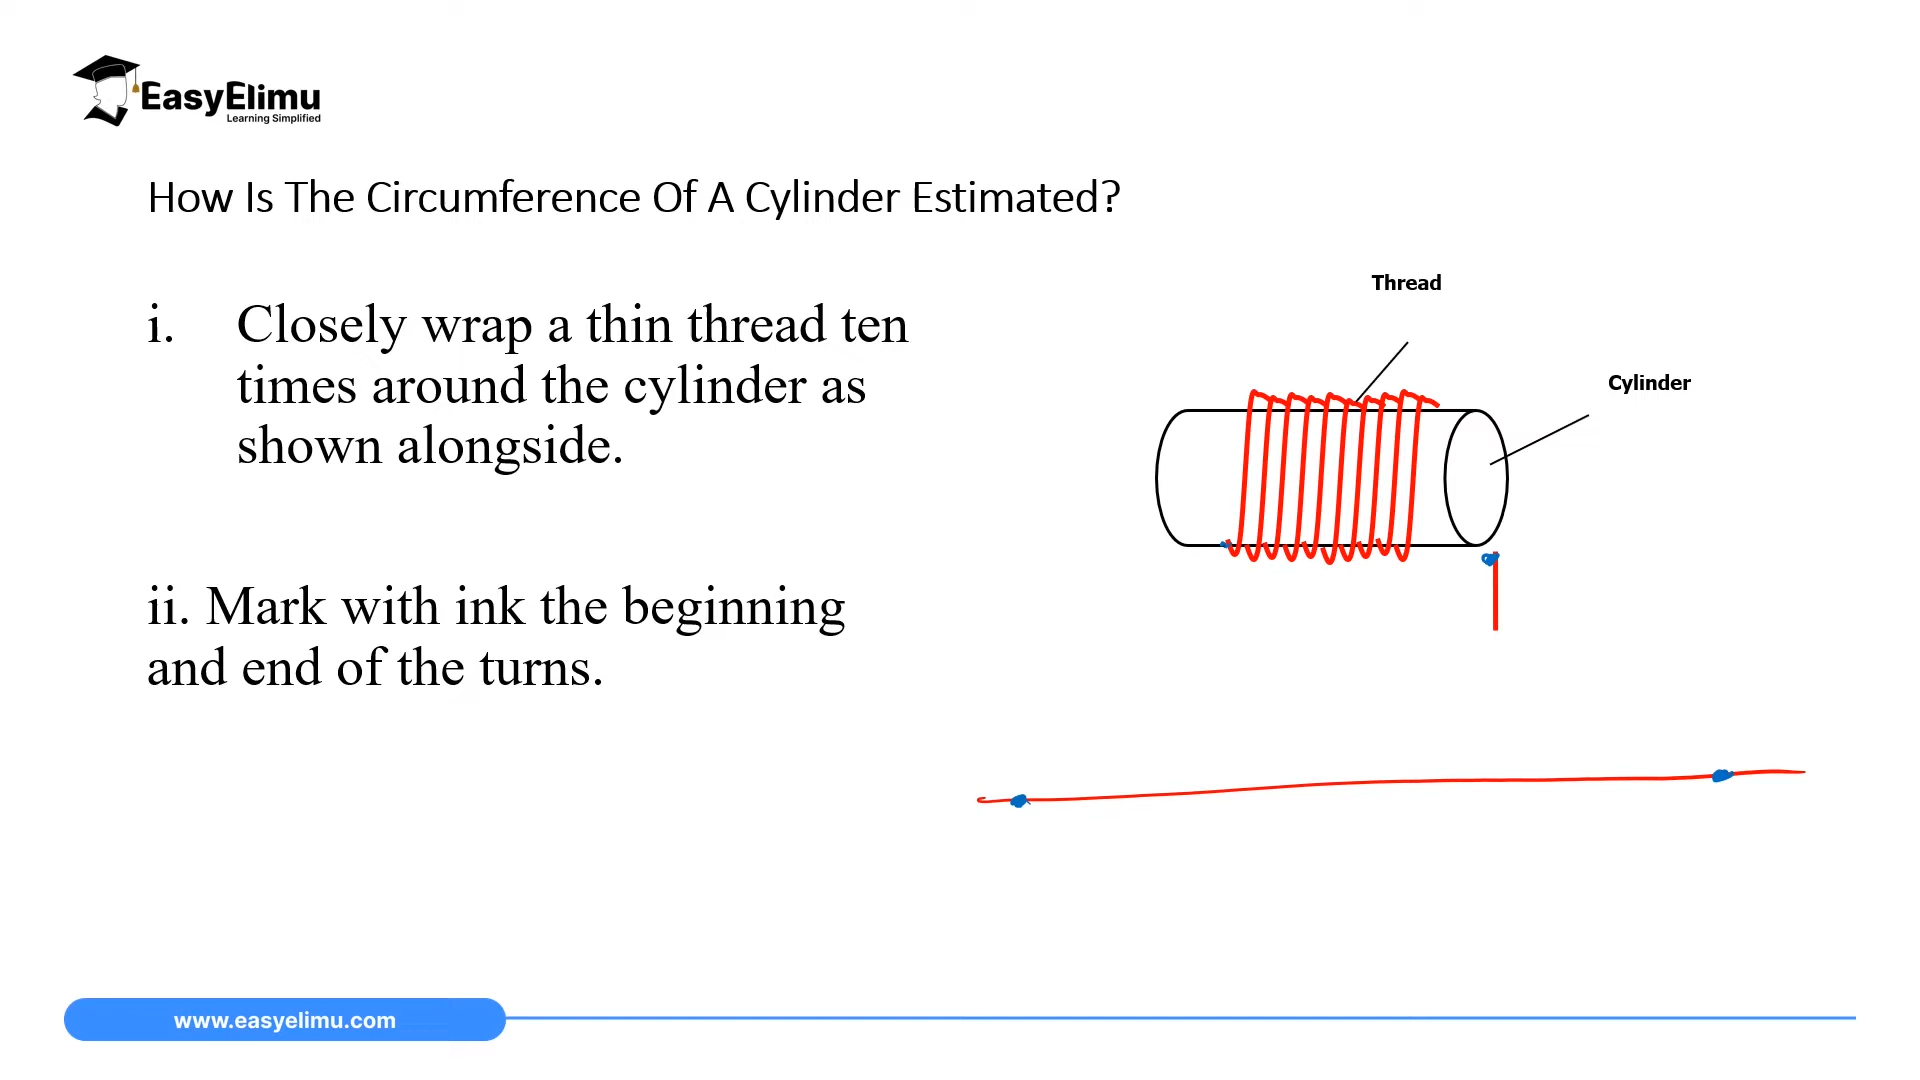 EasyElimu
Learning Simplified
How Is The Circumference Of A Cylinder Estimated?
i. Closely wrap a thin thread ten
times around the cylinder as
shown alongside.
ii. Mark with ink the beginning
and end of the turns.
Thread
Cylinder
www.easyelimu.com